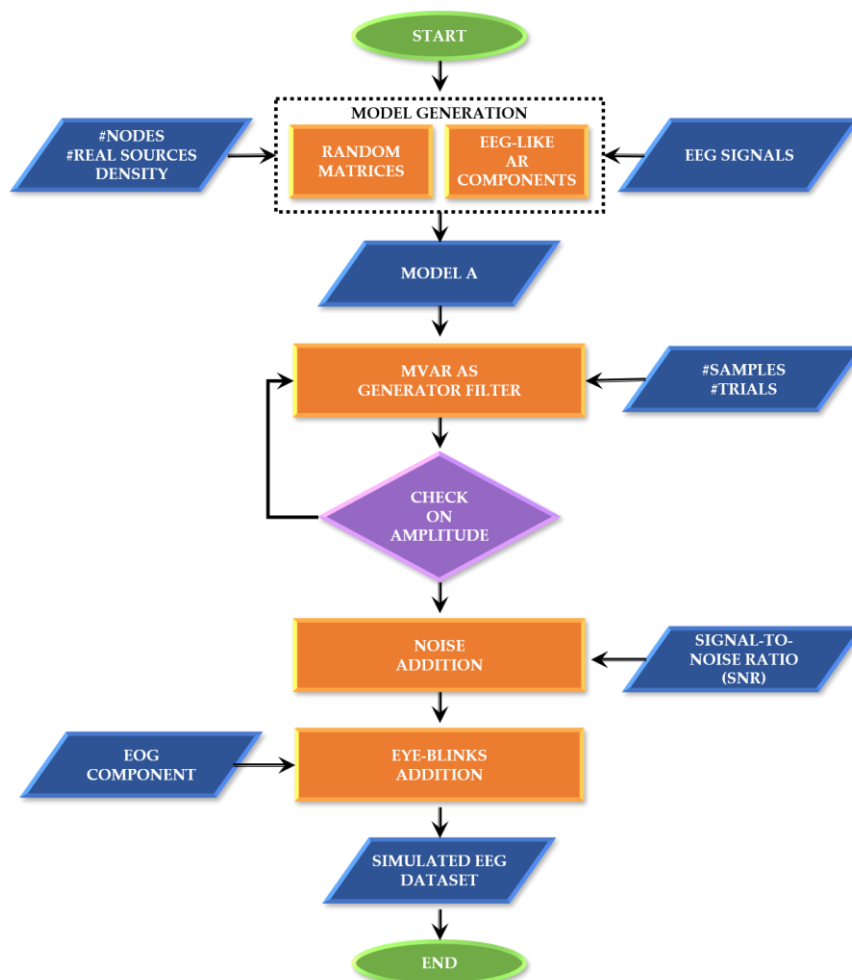 START
MODEL GENERATION
#NODES
#REAL SOURCES
DENSITY
RANDOM
MATRICES
EEG-LIKE
AR
COMPONENTS
EEG SIGNALS
MODEL A
MVAR AS
GENERATOR FILTER
#SAMPLES
#TRIALS
CHECK
ON
AMPLITUDE
NOISE
ADDITION
SIGNAL-TO-
NOISE RATIO
(SNR)
EOG
COMPONENT
EYE-BLINKS
ADDITION
SIMULATED EEG
DATASET
END